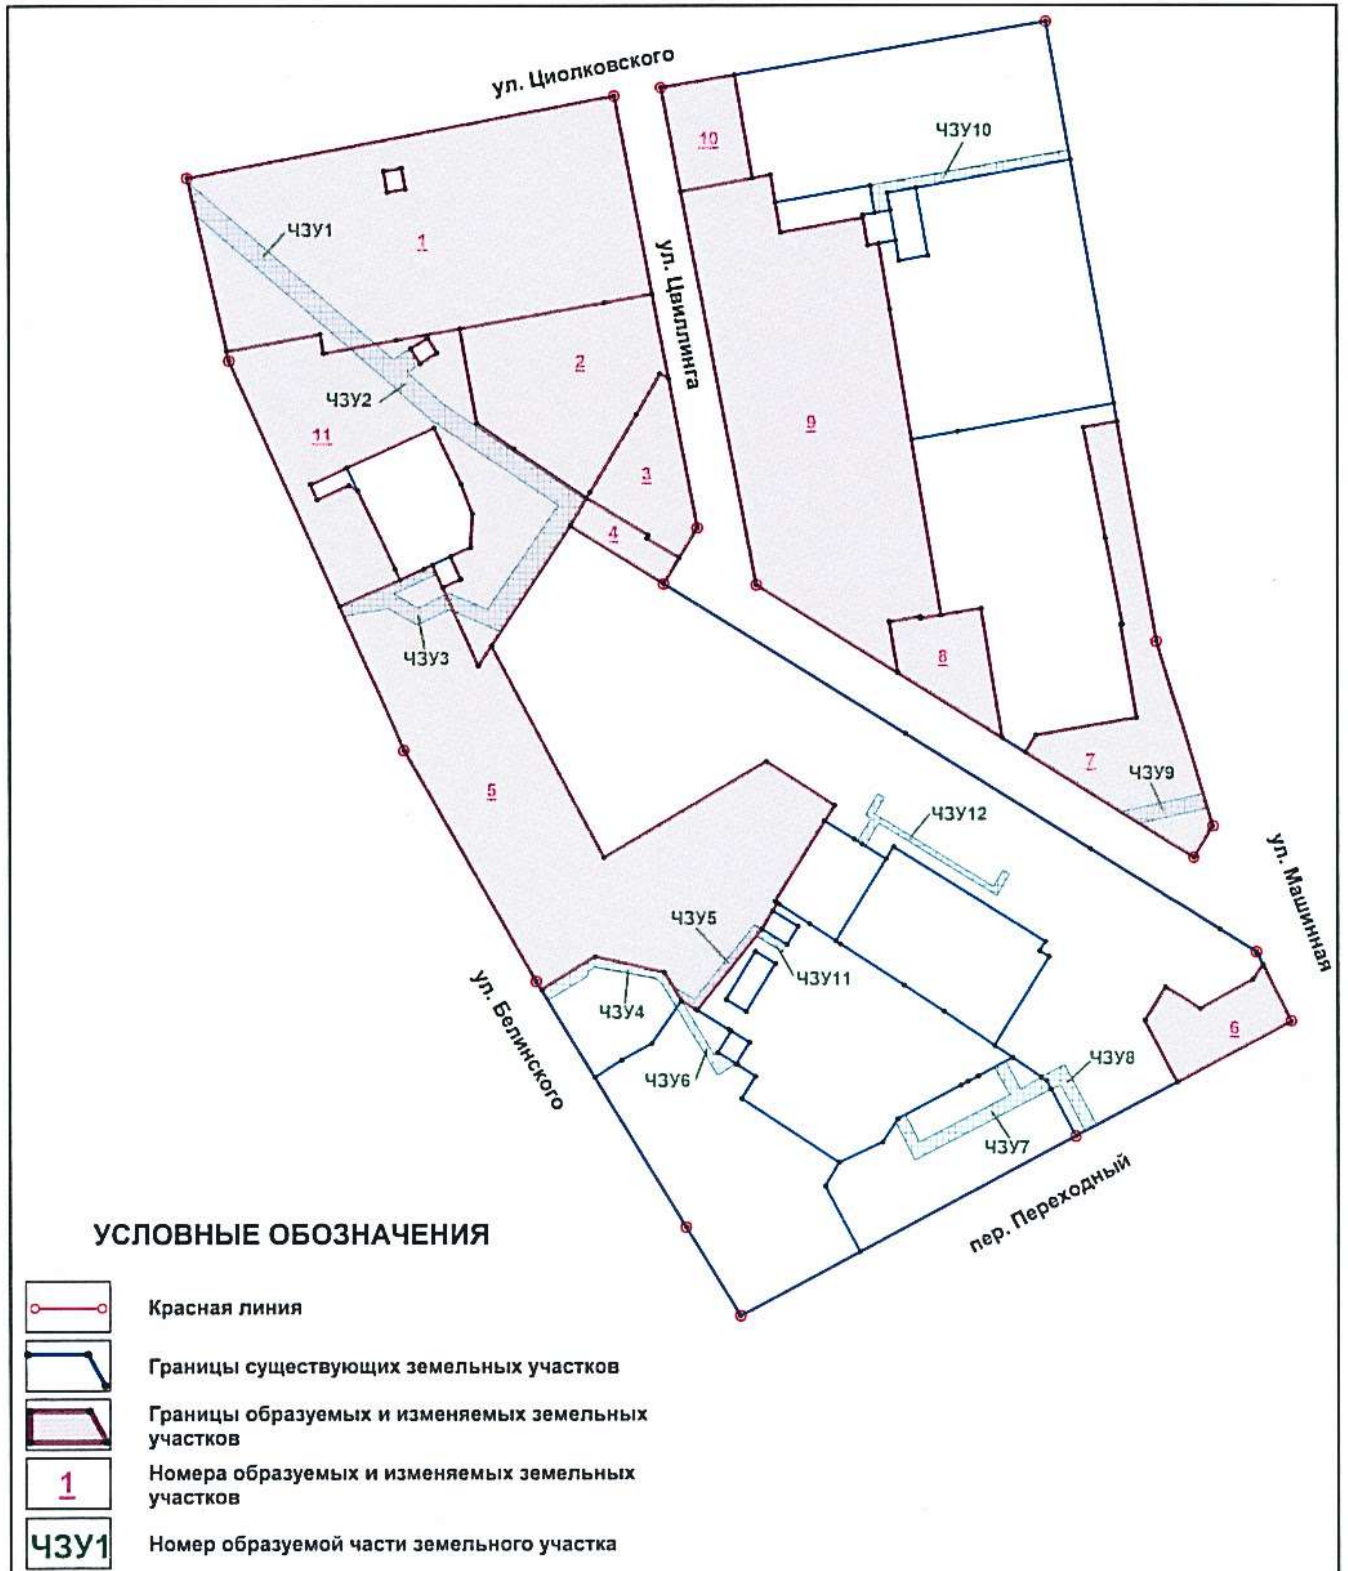 ул. Циолковского
10
ЧЗУ10
ЧЗУ1
1
ул. Цвиллинга
2
ЧЗУ2
11
9
3
4
ЧЗУ3
8
5
7
ЧЗУ9
ЧЗУ12
ул. Машинная
ЧЗУ5
ул. Белинского
ЧЗУ11
ЧЗУ4
6
ЧЗУ6
ЧЗУ8
ЧЗУ7
пер. Переходный
УСЛОВНЫЕ ОБОЗНАЧЕНИЯ
Красная линия
Границы существующих земельных участков
Границы образуемых и изменяемых земельных
участков
1
Номера образуемых и изменяемых земельных
участков
ЧЗУ1
Номер образуемой части земельного участка